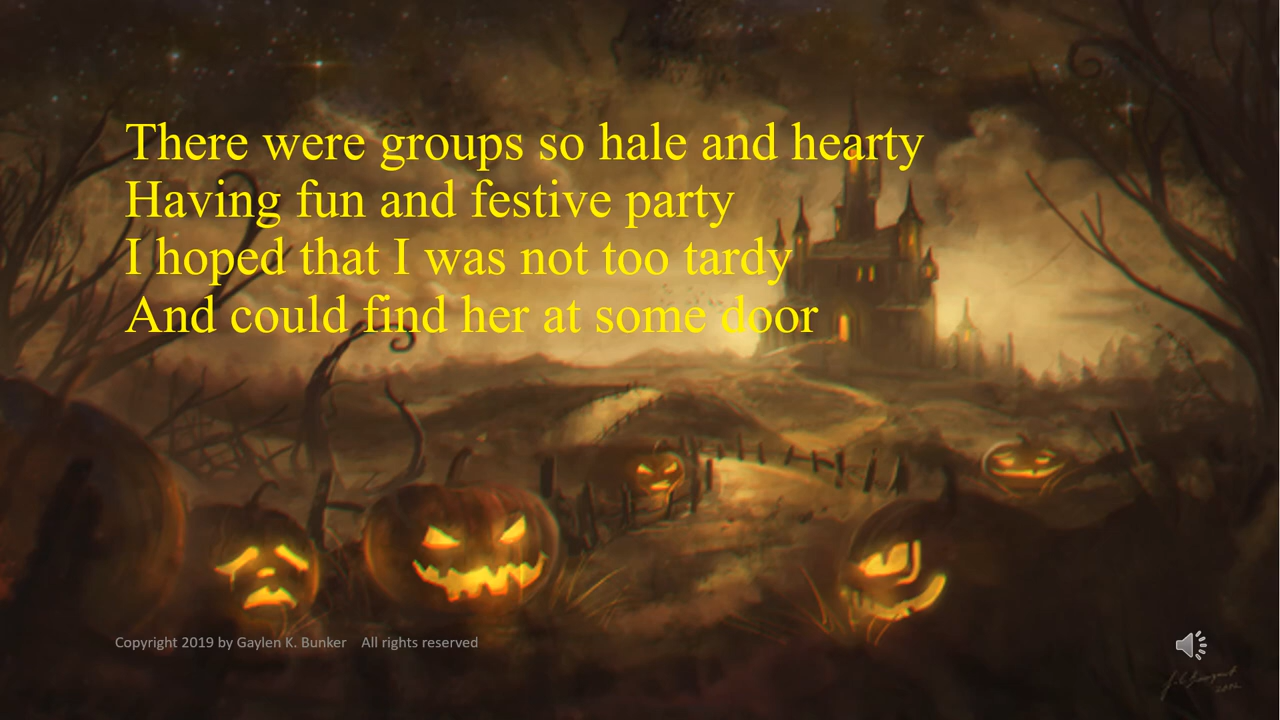 There were groups so hale and hearty
Having fun and festive party
I hoped that I was not too tardy
And could find her at some door
Copyright 2019 by Gaylen K. Bunker All rights reserved